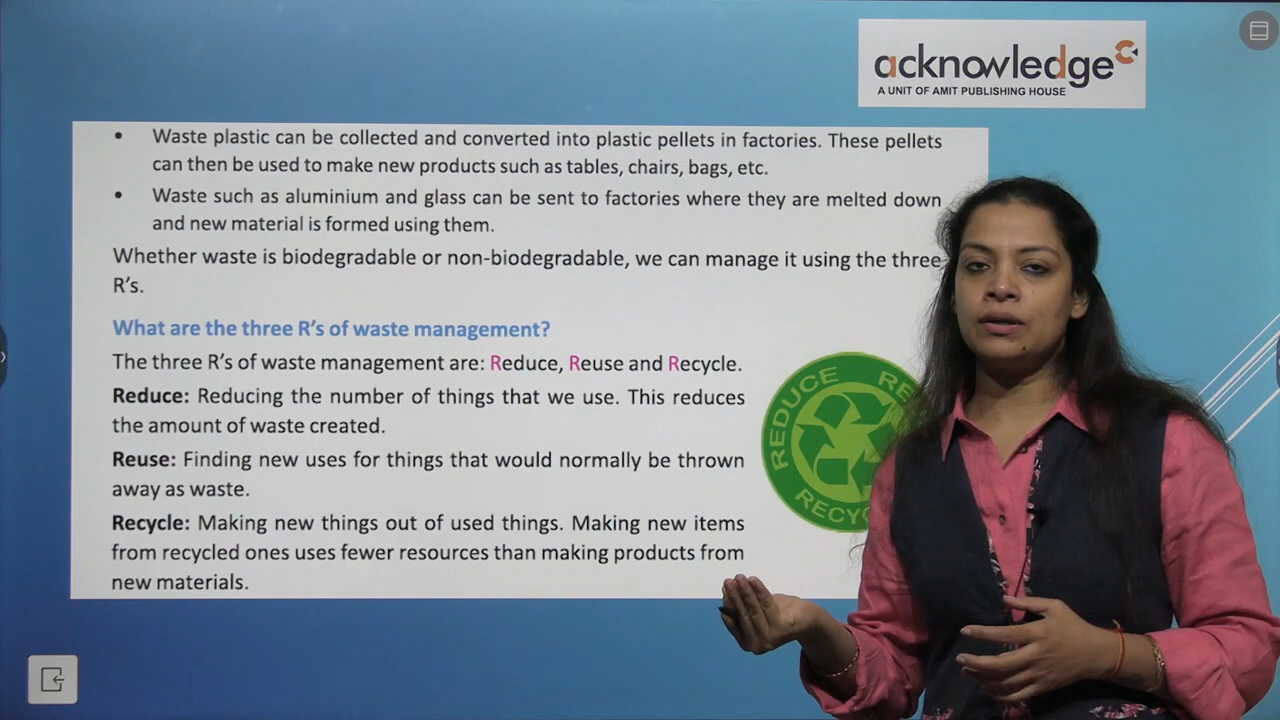 acknowledge
A UNIT OF AMIT PUBLISHING HOUSE
• Waste plastic can be collected and converted into plastic pellets in factories. These pellets
can then be used to make new products such as tables, chairs, bags, etc.
• Waste such as aluminium and glass can be sent to factories where they are melted down
and new material is formed using them.
Whether waste is biodegradable or non-biodegradable, we can manage it using the three
R's.
What are the three R's of waste management?
The three R's of waste management are: Reduce, Reuse and Recycle.
Reduce: Reducing the number of things that we use. This reduces
the amount of waste created.
Reuse: Finding new uses for things that would normally be thrown
away as waste.
Recycle: Making new things out of used things. Making new items
from recycled ones uses fewer resources than making products from
new materials.
REDUCE